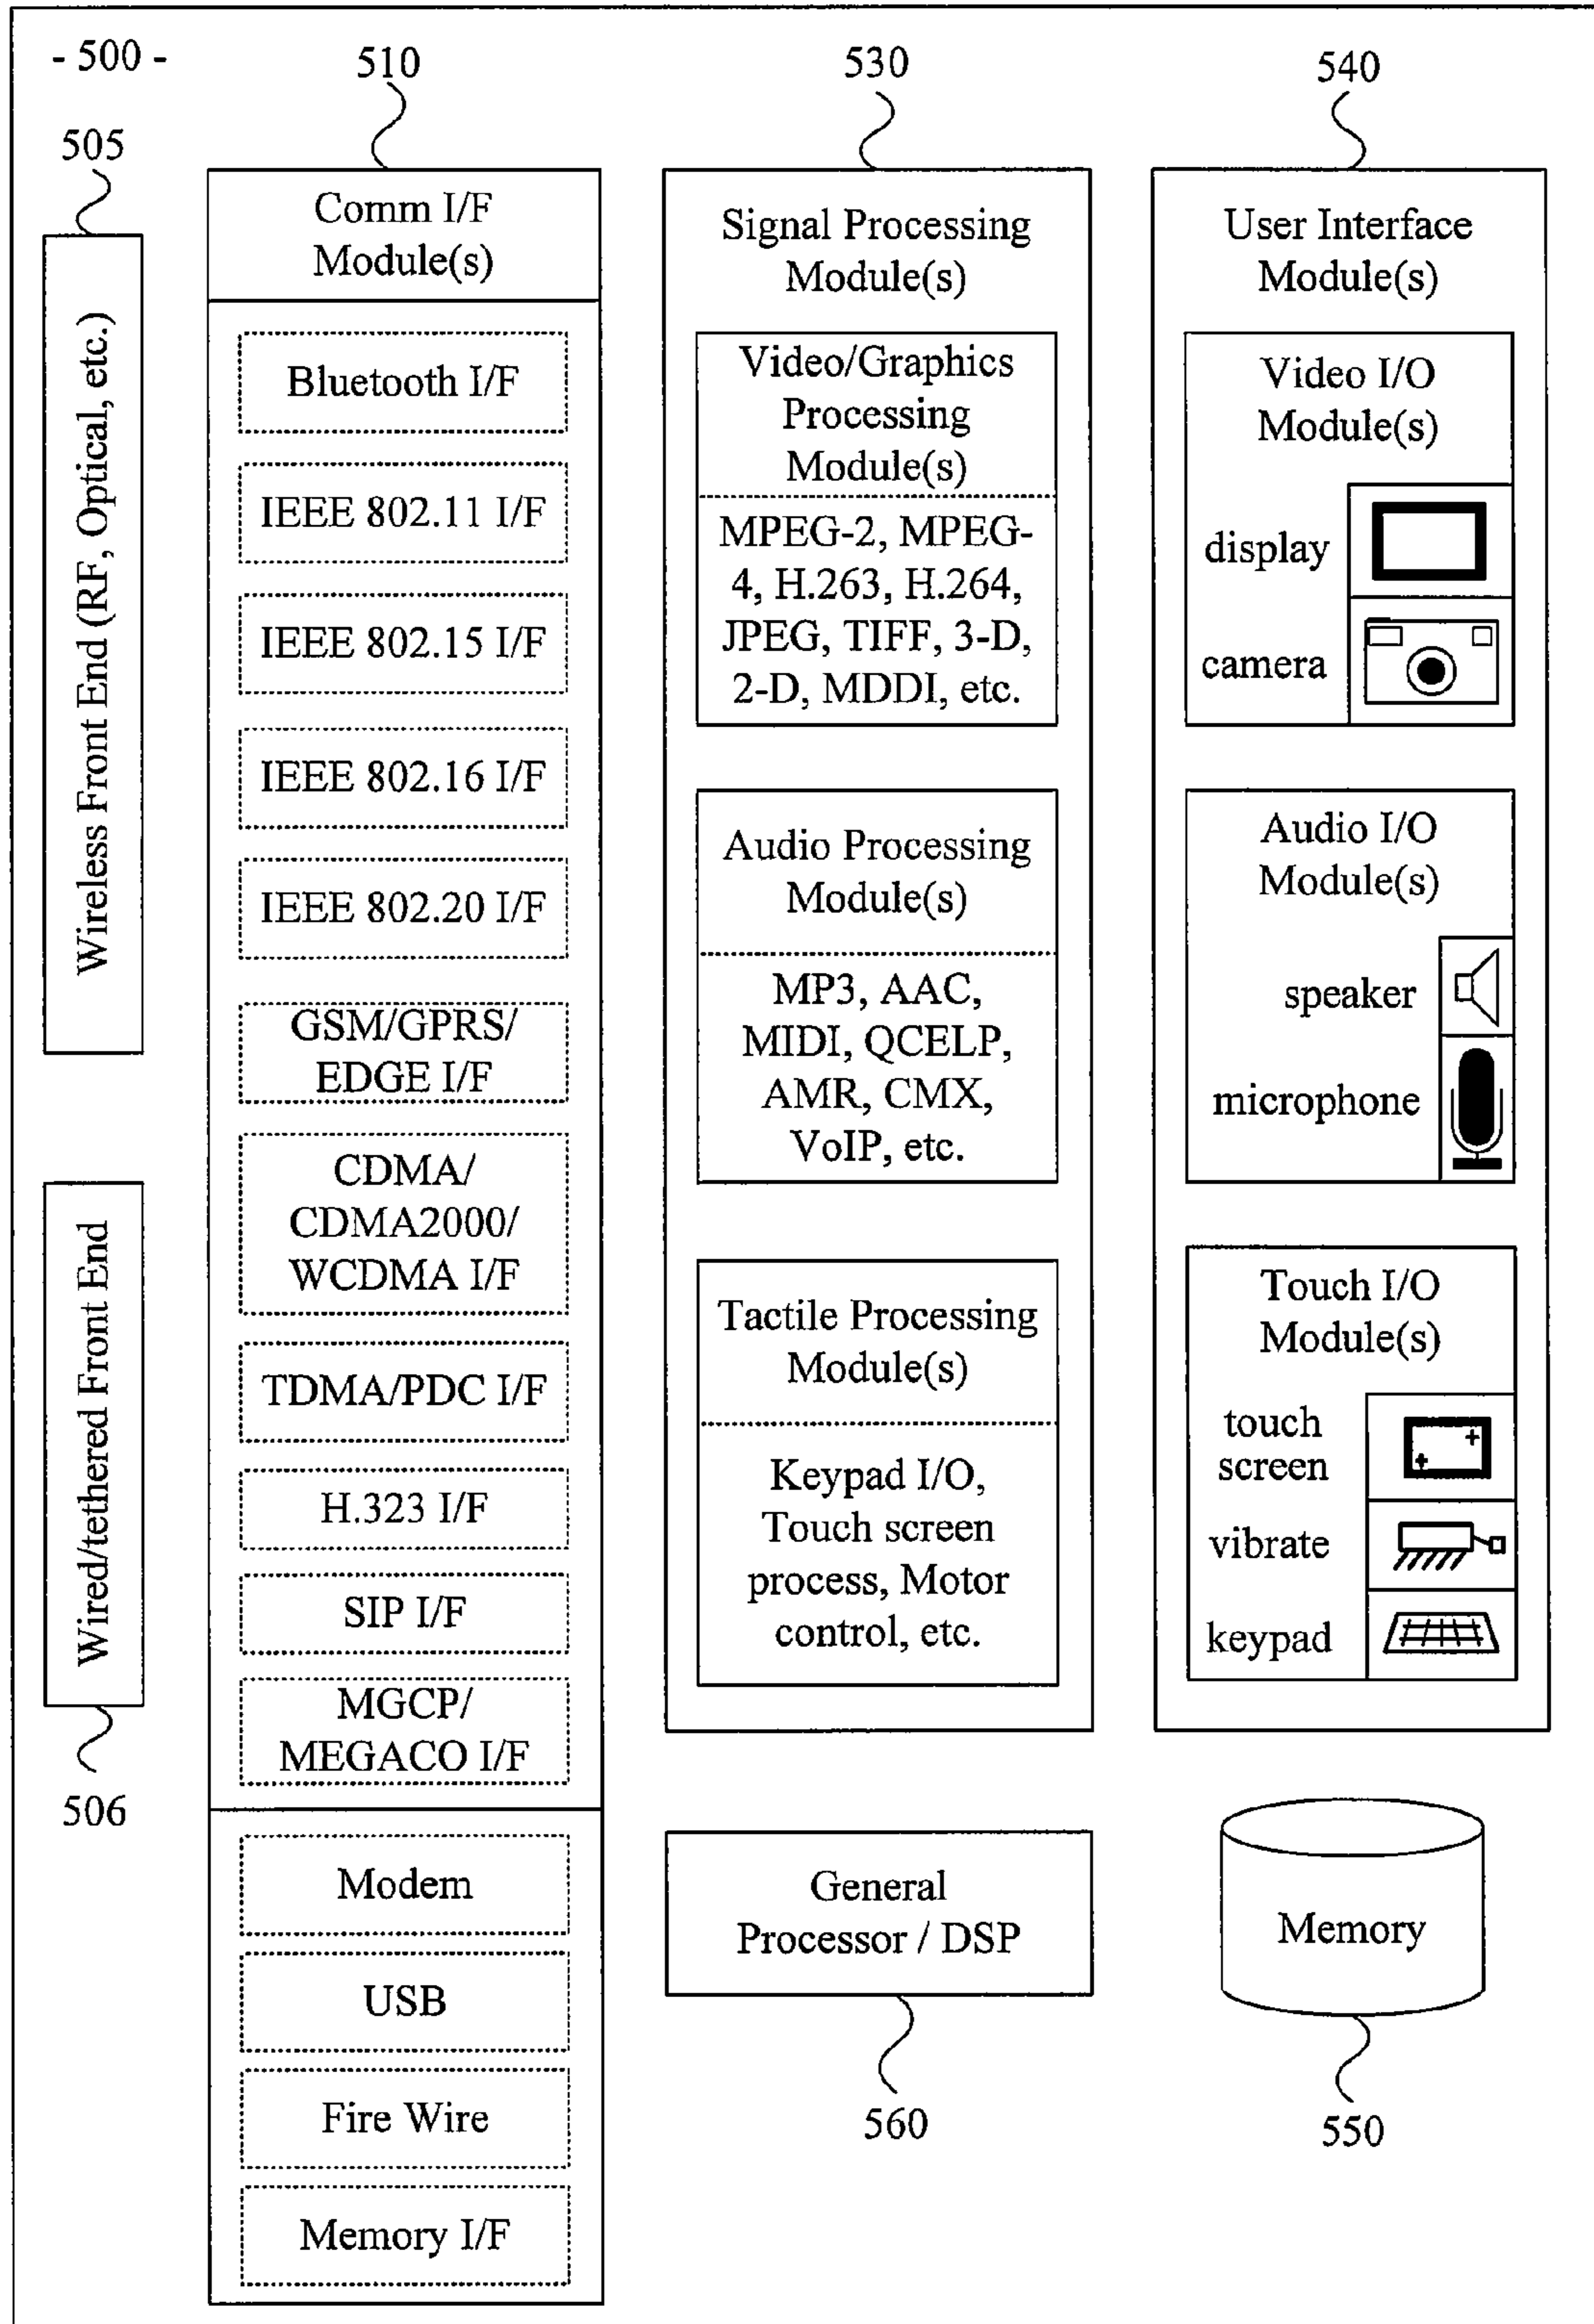 - 500 -
510
530
540
505
Wireless Front End (RF, Optical, etc.)
Wired/tethered Front End
506
Comm I/F
Module(s)
Bluetooth I/F
IEEE 802.11 I/F
IEEE 802.15 I/F
IEEE 802.16 I/F
IEEE 802.20 I/F
GSM/GPRS/
EDGE I/F
CDMA/
CDMA2000/
WCDMA I/F
TDMA/PDC I/F
H.323 I/F
SIP I/F
MGCP/
MEGACO I/F
Modem
USB
Fire Wire
Memory I/F
Signal Processing
Module(s)
Video/Graphics
Processing
Module(s)
MPEG-2, MPEG-
4, H.263, H.264,
JPEG, TIFF, 3-D,
2-D, MDDI, etc.
Audio Processing
Module(s)
MP3, AAC,
MIDI, QCELP,
AMR, CMX,
VoIP, etc.
Tactile Processing
Module(s)
Keypad I/O,
Touch screen
process, Motor
control, etc.
General
Processor / DSP
560
User Interface
Module(s)
Video I/O
Module(s)
display
camera
Audio I/O
Module(s)
speaker
microphone
Touch I/O
Module(s)
touch
screen
vibrate
keypad
Memory
550